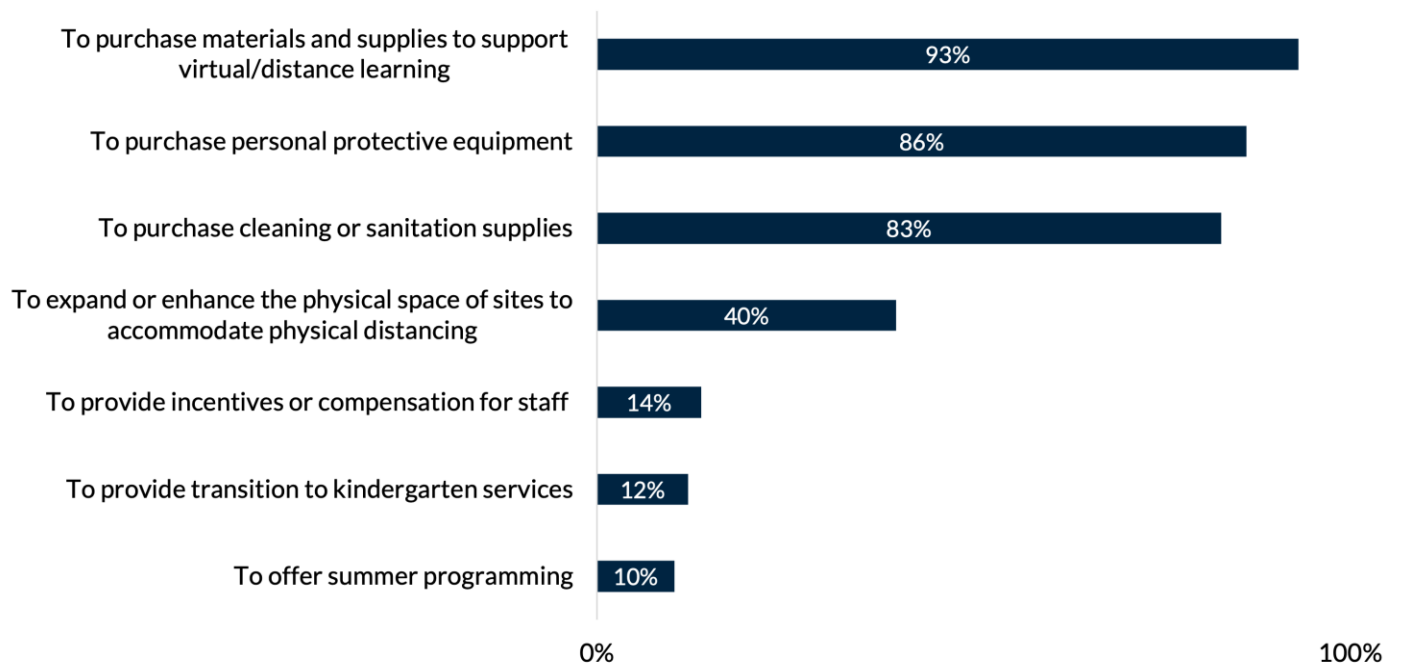 To purchase materials and supplies to support
virtual/distance learning
93%
To purchase personal protective equipment
86%
To purchase cleaning or sanitation supplies
83%
To expand or enhance the physical space of sites to
accommodate physical distancing
40%
To provide incentives or compensation for staff
14%
To provide transition to kindergarten services
12%
To offer summer programming
10%
0%
100%